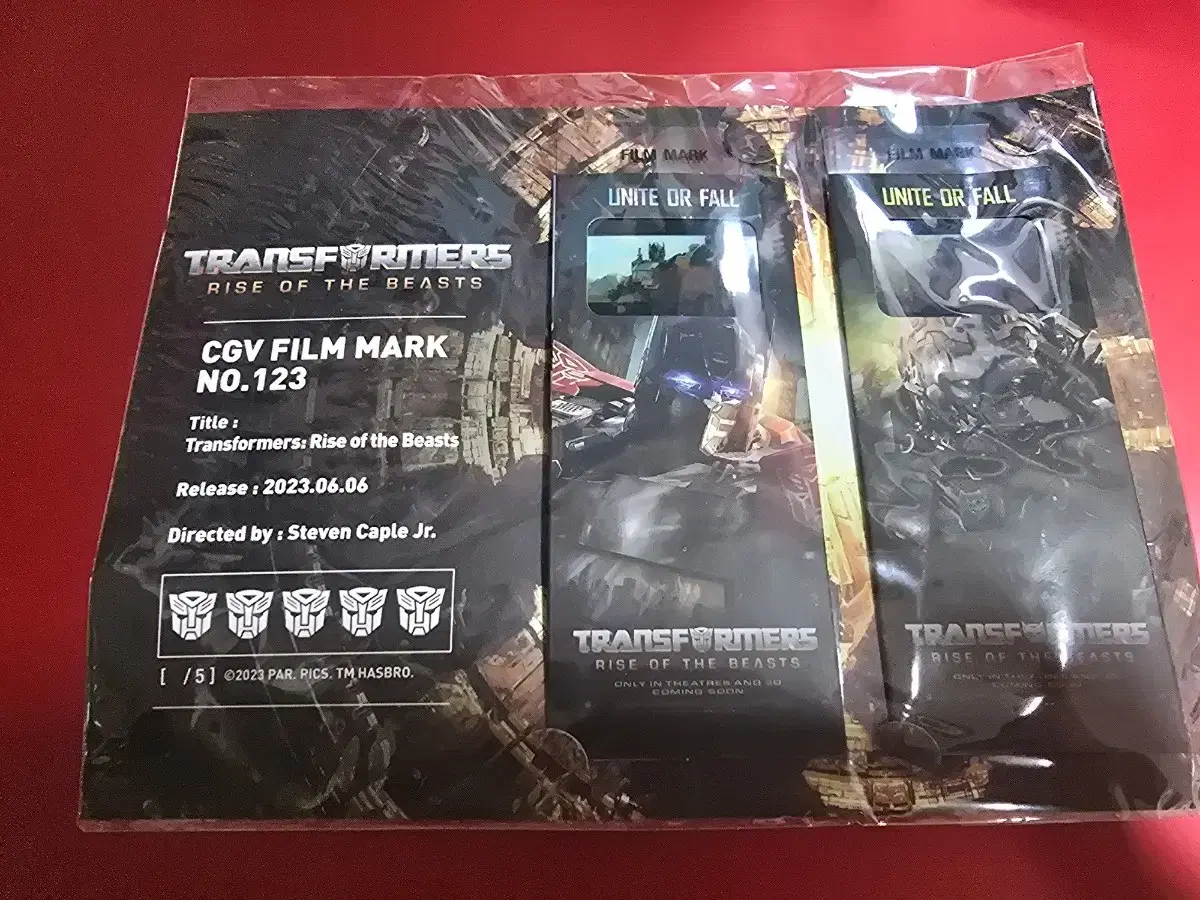 TRANSFORMERS
RISE OF THE BEASTS
CGV FILM MARK
NO.123
Title :
Transformers: Rise of the Beasts
Release : 2023.06.06
Directed by : Steven Caple Jr.
[ /5] ©2023 PAR. PICS. TM HASBRO.
FILM MARK
UNITE OR FALL
TRANSFORMERS
RISE OF THE BEASTS
ONLY IN THEATRES AND 3D
COMING SOON
FILM MARK
UNITE OR FALL
TRANSFORMERS
RISE OF THE BEASTS